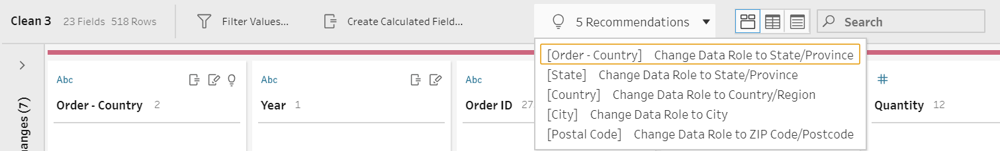 Clean 3 23 Fields 518 Rows Filter Values... Create Calculated Field... 5 Recommendations Search
[Order - Country] Change Data Role to State/Province
[State] Change Data Role to State/Province
[Country] Change Data Role to Country/Region
[City] Change Data Role to City
[Postal Code] Change Data Role to ZIP Code/Postcode
Abc Abc Abc #
Order - Country 2 Year 1 Order ID Quantity 12
(7)